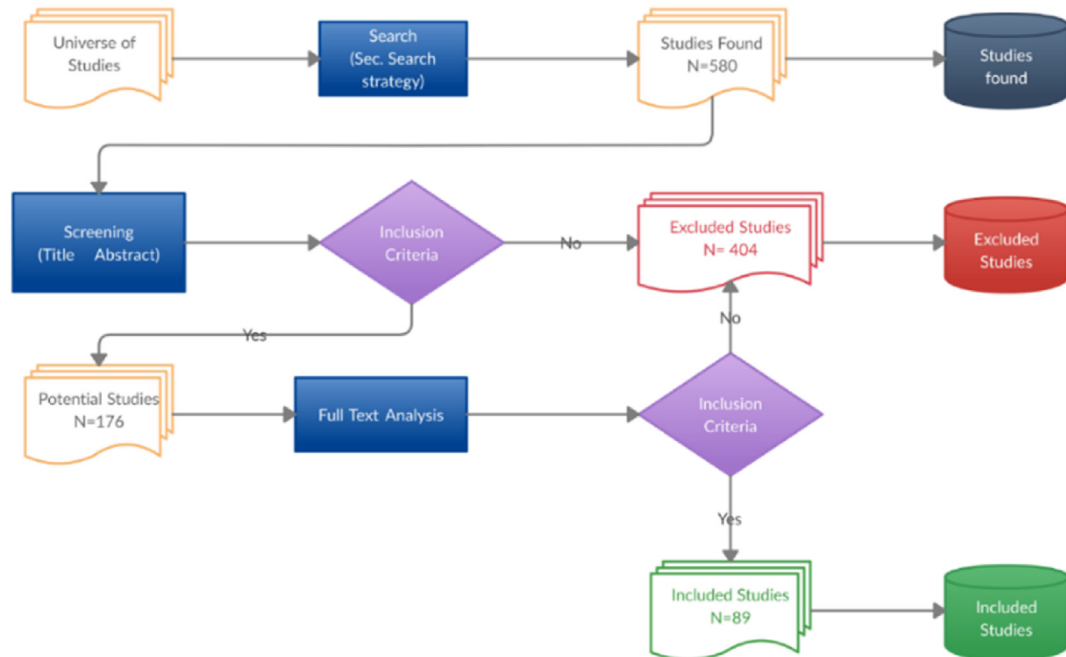 Universe of
Studies
Search
(Sec. Search
strategy)
Studies Found
N=580
Studies
found
Screening
(Title Abstract)
Inclusion
Criteria
No
Excluded Studies
N= 404
Excluded
Studies
Yes
No
Potential Studies
N=176
Full Text Analysis
Inclusion
Criteria
Yes
Included Studies
N=89
Included
Studies